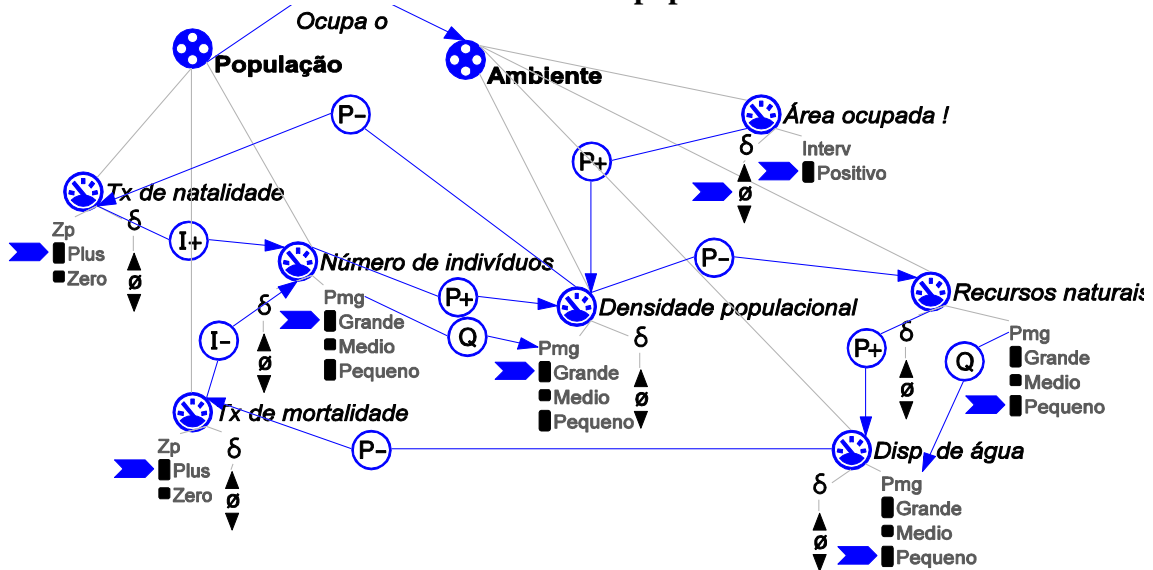 Ocupa o
População
Ambiente
P–
Área ocupada !
δ
Interv
Positivo
P+
ø
Tx de natalidade
Zp
Plus
Zero
δ
ø
I+
Número de indivíduos
P–
Recursos naturais
Pmg
Grande
Medio
Pequeno
δ
ø
P+
Densidade populacional
Q
Pmg
Grande
Medio
Pequeno
δ
ø
I–
δ
ø
P+
Pmg
Grande
Medio
Pequeno
Q
Tx de mortalidade
Zp
Plus
Zero
δ
ø
P–
Disp. de água
δ
ø
Pmg
Grande
Medio
Pequeno